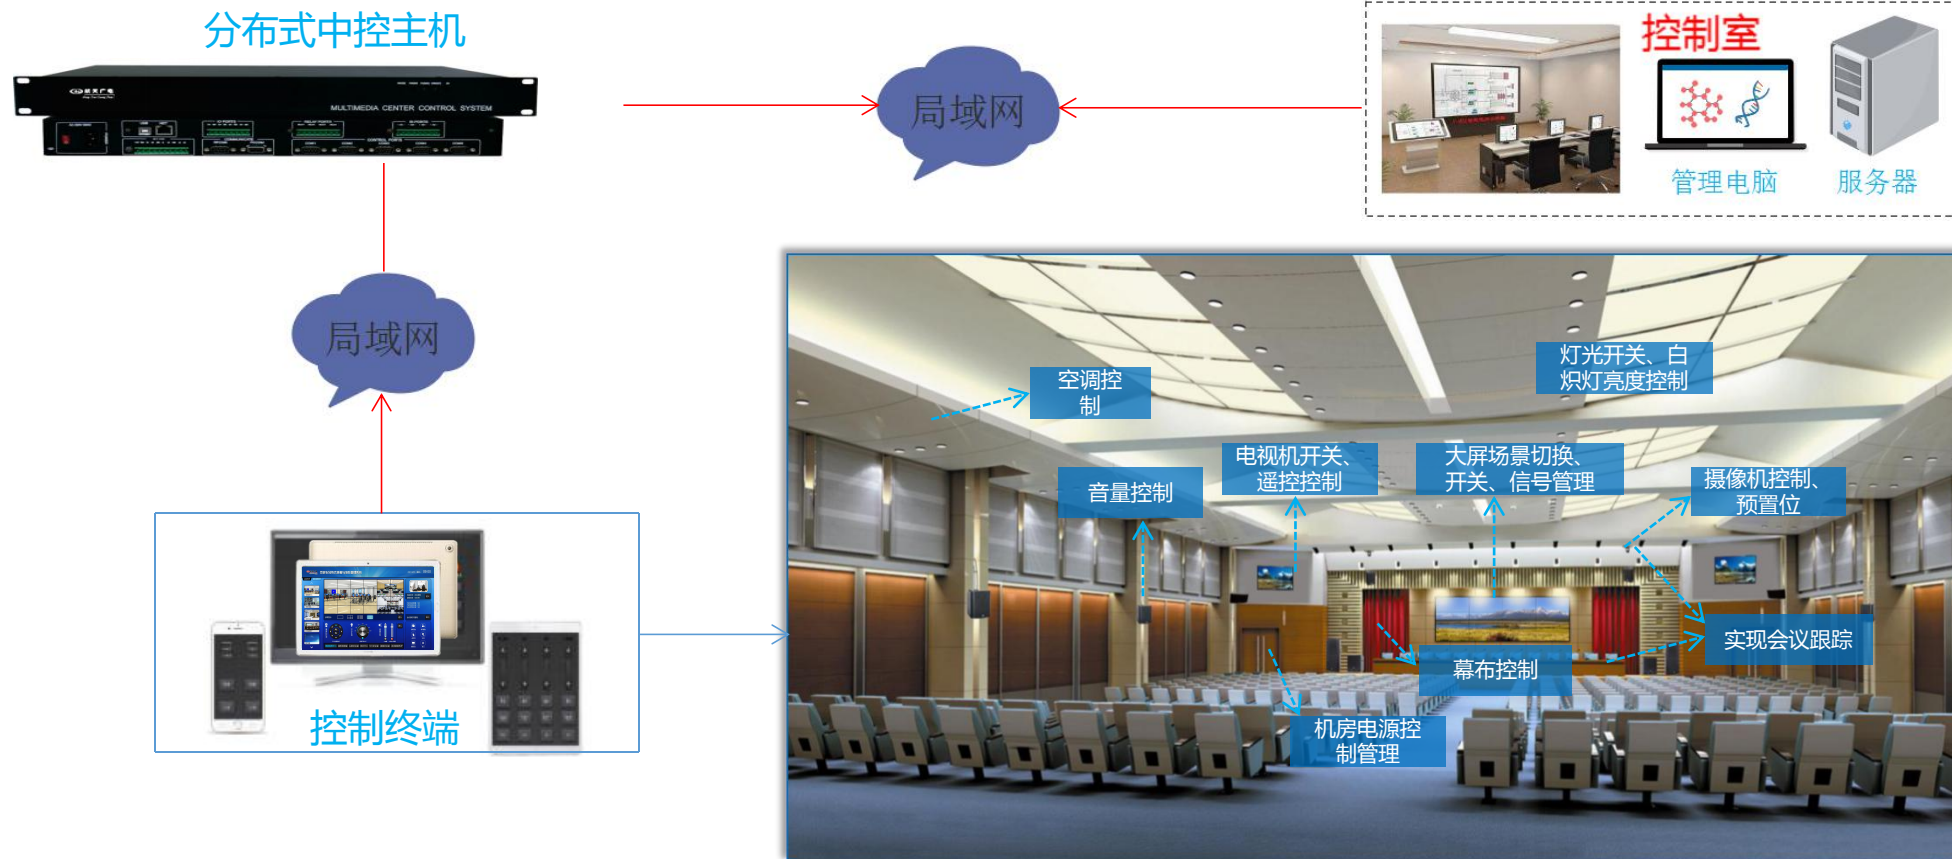 分布式中控主机
MULTIMEDIA CENTER CONTROL SYSTEM
局域网
控制室
管理电脑
服务器
局域网
控制终端
空调控
制
灯光开关、白
炽灯亮度控制
音量控制
电视机开关、
遥控控制
大屏场景切换、
开关、信号管理
摄像机控制、
预置位
实现会议跟踪
幕布控制
机房电源控
制管理